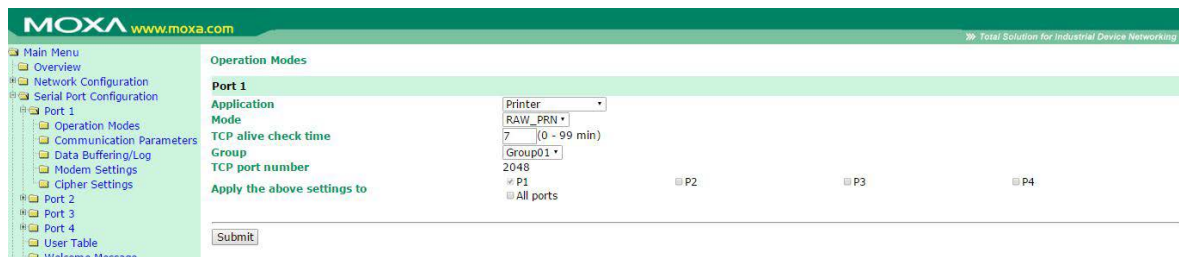 MOXA www.moxa.com
Total Solution for Industrial Device Networking
Main Menu
Overview
Network Configuration
Serial Port Configuration
Port 1
Operation Modes
Communication Parameters
Data Buffering/Log
Modem Settings
Cipher Settings
Port 2
Port 3
Port 4
User Table
Welcome Message
Operation Modes
Port 1
Application Printer
Mode RAW_PRN
TCP alive check time 7 (0 - 99 min)
Group Group01
TCP port number 2048
Apply the above settings to P1 P2 P3 P4
All ports
Submit